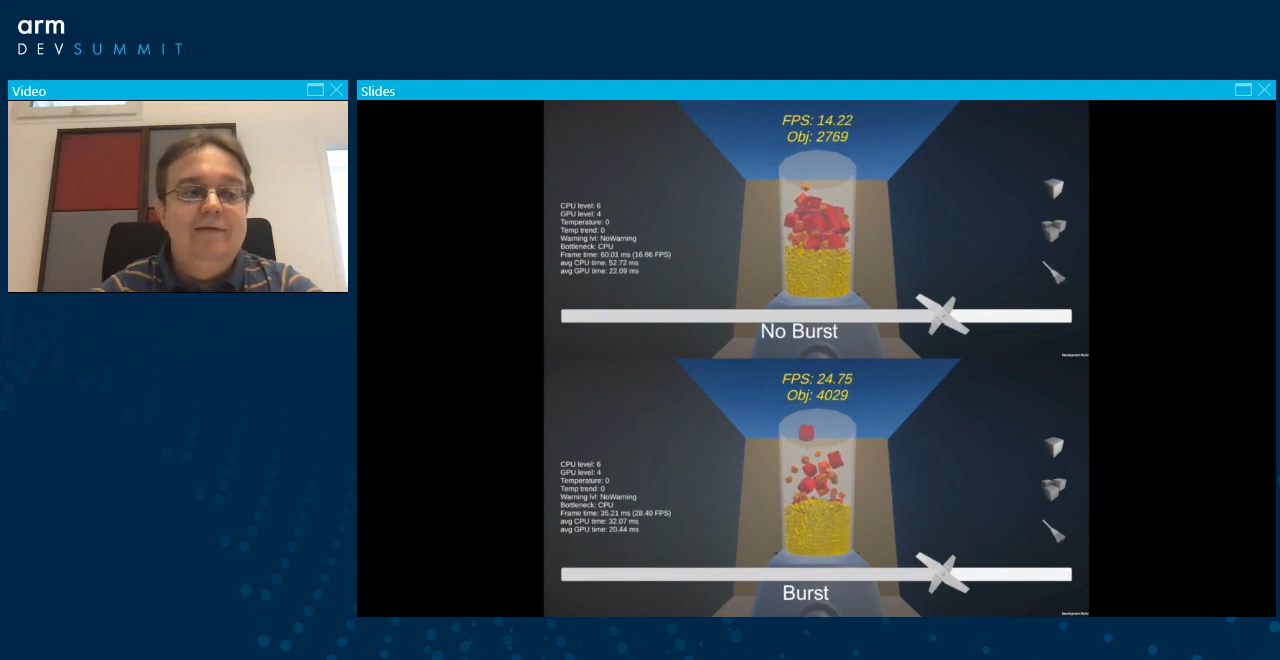 arm
DEVSUMMIT
Video
Slides
FPS: 14.22
Obj: 2769
CPU level: 6
GPU level: 4
Temperature: 0
Temp trend: 0
Warning lvl: NoWarning
Bottleneck: CPU
Frame time: 60.01 ms (16.66 FPS)
avg CPU time: 52.72 ms
avg GPU time: 22.09 ms
No Burst
Development Build
FPS: 24.75
Obj: 4029
CPU level: 6
GPU level: 4
Temperature: 0
Temp trend: 0
Warning lvl: NoWarning
Bottleneck: CPU
Frame time: 35.21 ms (28.40 FPS)
avg CPU time: 32.07 ms
avg GPU time: 20.44 ms
Burst
Development Build